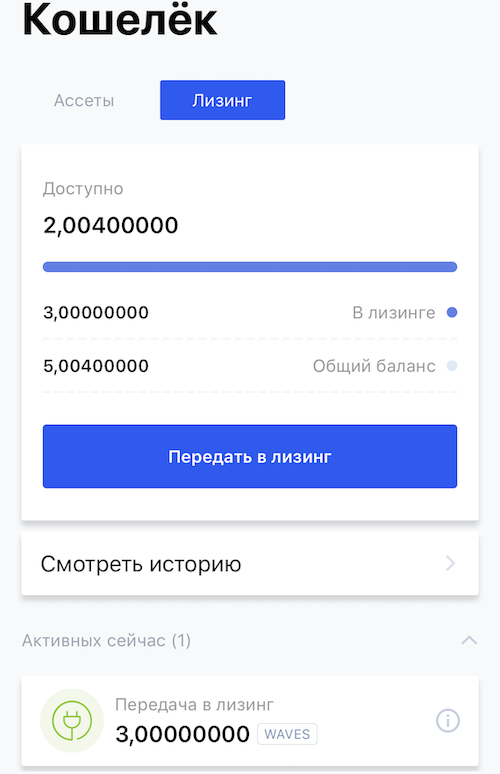 Кошелёк
Ассеты Лизинг
Доступно
2,00400000
3,00000000 В лизинге
5,00400000 Общий баланс
Передать в лизинг
Смотреть историю
Активных сейчас (1)
Передача в лизинг
3,00000000 WAVES